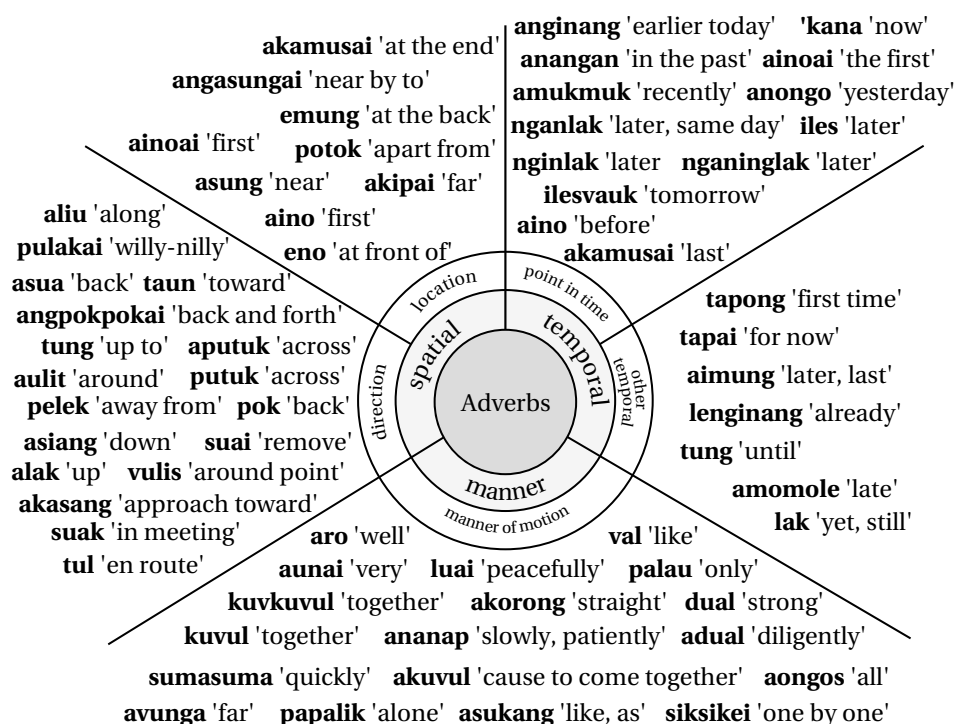 akamusai 'at the end'
angasungai 'near by to'
emung 'at the back'
ainoai 'first'
potok 'apart from'
asung 'near' akipai 'far'
aino 'first'
eno 'at front of'
anginang 'earlier today' 'kana 'now'
anangan 'in the past' ainoai 'the first'
amukmuk 'recently' anongo 'yesterday'
nganlak 'later, same day' iles 'later'
nginlak 'later nganinglak 'later'
ilesvauk 'tomorrow'
aino 'before'
akamusai 'last'
aliu 'along'
pulakai 'willy-nilly'
asua 'back' taun 'toward'
angpokpokai 'back and forth'
tung 'up to' aputuk 'across'
aulit 'around' putuk 'across'
pelek 'away from' pok 'back'
asiang 'down' suai 'remove'
alak 'up' vulis 'around point'
akasang 'approach toward'
suak 'in meeting'
tul 'en route'
location
point in time
spatial
temporal
direction
other
temporal
Adverbs
manner
manner of motion
tapong 'first time'
tapai 'for now'
aimung 'later, last'
lenginang 'already'
tung 'until'
amomole 'late'
lak 'yet, still'
aro 'well' val 'like'
aunai 'very' luai 'peacefully' palau 'only'
kuvkuvul 'together' akorong 'straight' dual 'strong'
kuvul 'together' ananap 'slowly, patiently' adual 'diligently'
sumasuma 'quickly' akuvul 'cause to come together' aongos 'all'
avunga 'far' papalik 'alone' asukang 'like, as' siksikei 'one by one'